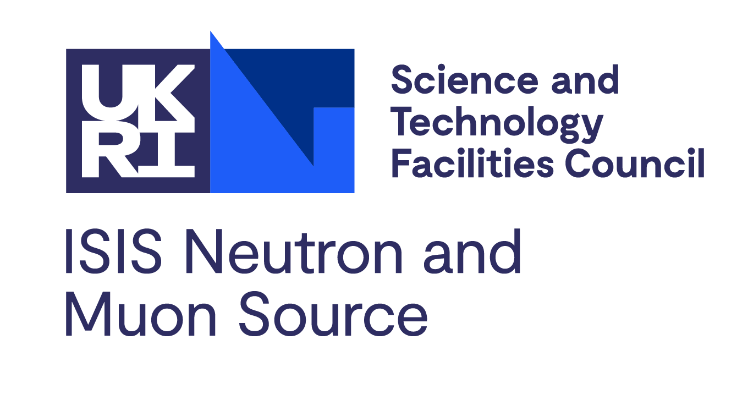 UK
RI
Science and
Technology
Facilities Council
ISIS Neutron and
Muon Source